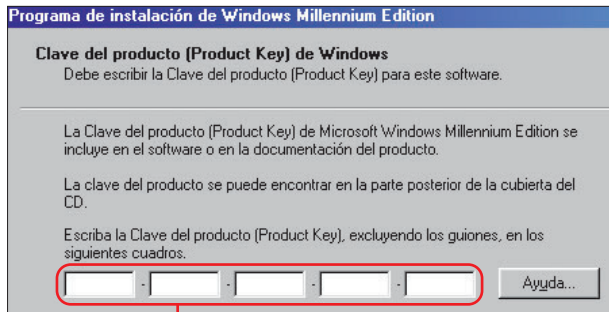 Programa de instalación de Windows Millennium Edition
Clave del producto (Product Key) de Windows
Debe escribir la Clave del producto (Product Key) para este software.
La Clave del producto (Product Key) de Microsoft Windows Millennium Edition se
incluye en el software o en la documentación del producto.
La clave del producto se puede encontrar en la parte posterior de la cubierta del
CD.
Escriba la Clave del producto (Product Key), excluyendo los guiones, en los
siguientes cuadros.
- - - -
Ayuda...